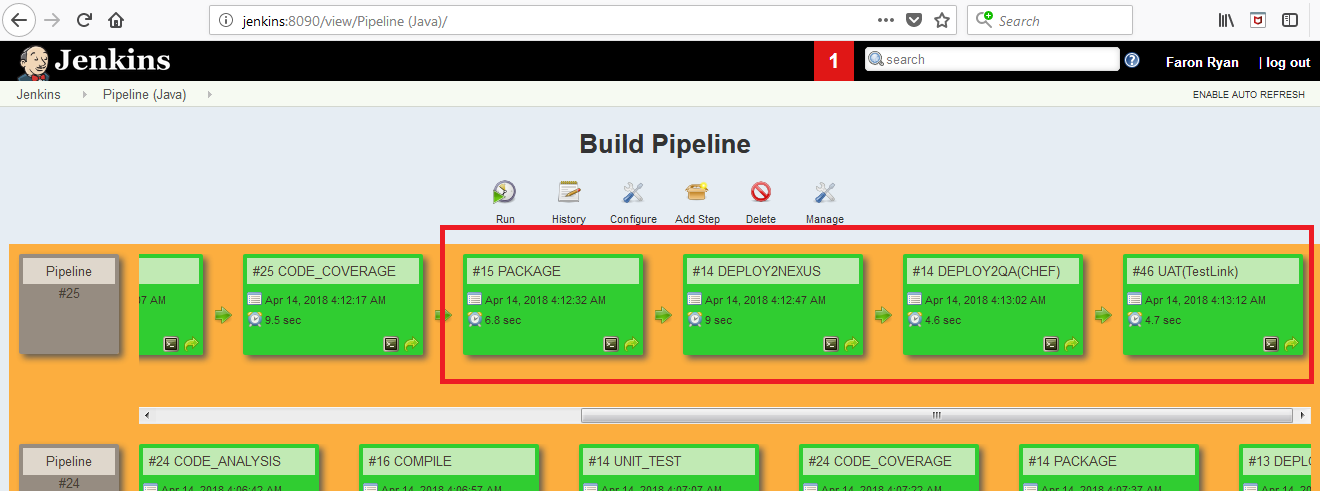 jenkins:8090/view/Pipeline (Java)/
Search
Jenkins
1
search
Faron Ryan
| log out
Jenkins
Pipeline (Java)
ENABLE AUTO REFRESH
Build Pipeline
Run
History
Configure
Add Step
Delete
Manage
Pipeline
#25
7 AM
#25 CODE_COVERAGE
Apr 14, 2018 4:12:17 AM
9.5 sec
#15 PACKAGE
Apr 14, 2018 4:12:32 AM
6.8 sec
#14 DEPLOY2NEXUS
Apr 14, 2018 4:12:47 AM
9 sec
#14 DEPLOY2QA(CHEF)
Apr 14, 2018 4:13:02 AM
4.6 sec
#46 UAT(TestLink)
Apr 14, 2018 4:13:12 AM
4.7 sec
Pipeline
#24
#24 CODE_ANALYSIS
Apr 14, 2018 4:06:42 AM
#16 COMPILE
Apr 14, 2018 4:06:57 AM
#14 UNIT_TEST
Apr 14, 2018 4:07:07 AM
#24 CODE_COVERAGE
Apr 14, 2018 4:07:22 AM
#14 PACKAGE
Apr 14, 2018 4:07:37 AM
#13 DEPL
Apr 14, 20